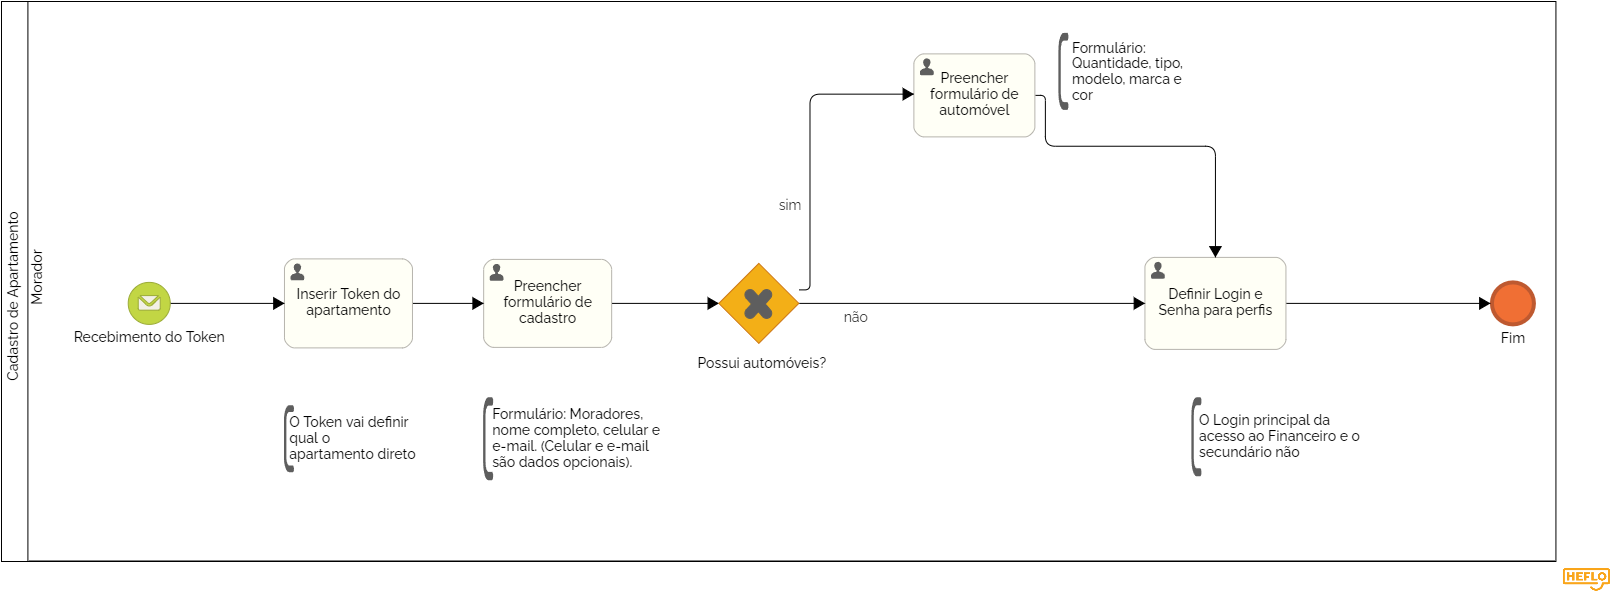 Cadastro de Apartamento
Morador
Formulário:
Quantidade, tipo,
modelo, marca e
cor
Preencher
formulário de
automóvel
sim
Recebimento do Token
Inserir Token do
apartamento
Preencher
formulário de
cadastro
Possui automóveis?
não
Definir Login e
Senha para perfis
Fim
O Token vai definir
qual o
apartamento direto
Formulário: Moradores,
nome completo, celular e
e-mail. (Celular e e-mail
são dados opcionais).
O Login principal da
acesso ao Financeiro e o
secundário não
HEFLO